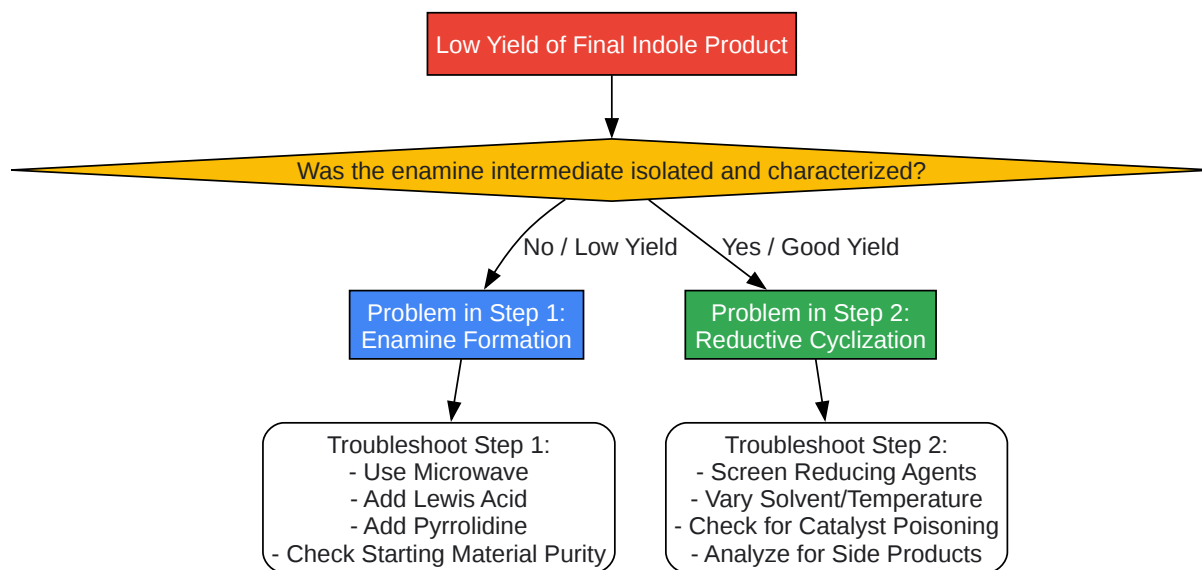 Low Yield of Final Indole Product
Was the enamine intermediate isolated and characterized?
No / Low Yield
Yes / Good Yield
Problem in Step 1:
Enamine Formation
Problem in Step 2:
Reductive Cyclization
Troubleshoot Step 1:
- Use Microwave
- Add Lewis Acid
- Add Pyrrolidine
- Check Starting Material Purity
Troubleshoot Step 2:
- Screen Reducing Agents
- Vary Solvent/Temperature
- Check for Catalyst Poisoning
- Analyze for Side Products